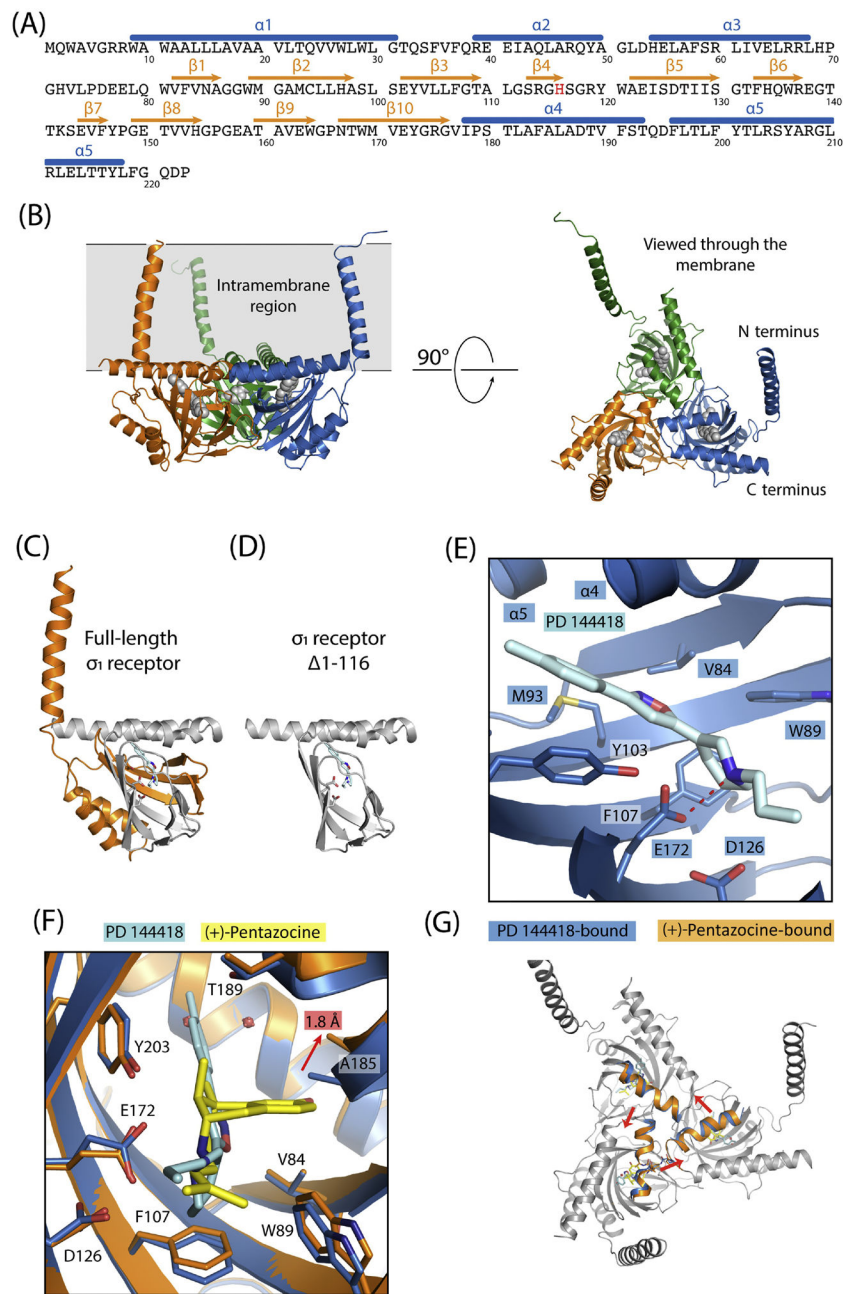 (A)
α1 α2 α3
MQWAVGRRWA WAALLLAVAA VLTQVVWLWL GTQSFVFQRE EIAQLARQYA GLDHELAFSR LIVELRRLHP
10 20 30 40 50 60 70
β1 β2 β3 β4 β5 β6
GHVLPDEELQ WVFVNAGGWM GAMCLLHASL SEYVLLFGTA LGSRGHSGRY WAEISDTIIS GTFHQWREGT
80 90 100 110 120 130 140
β7 β8 β9 β10 α4 α5
TKSEVFYPGE TVVHGPGEAT AVEWGPNTWM VEYGRGVIPS TLAFALADTV FSTQDFLTLF YTLRSYARGL
150 160 170 180 190 200 210
α5
RLELTTYLFG QDP
220
(B)
Intramembrane
region
90°
Viewed through the
membrane
N terminus
C terminus
(C)
Full-length
σ1 receptor
(D)
σ1 receptor
Δ1-116
(E)
α4
α5
PD 144418
V84
M93
W89
Y103
F107
E172
D126
(F)
PD 144418 (+)-Pentazocine
T189
1.8 Å
Y203
A185
E172
V84
F107
W89
D126
(G)
PD 144418-bound (+)-Pentazocine-bound